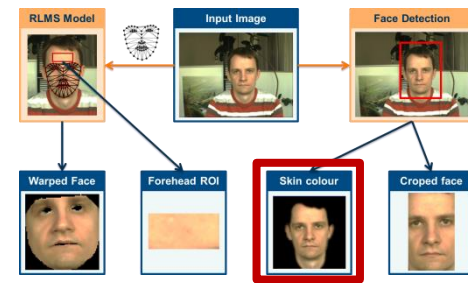 RLMS Model
Input Image
Face Detection
Warped Face
Forehead ROI
Skin colour
Croped face